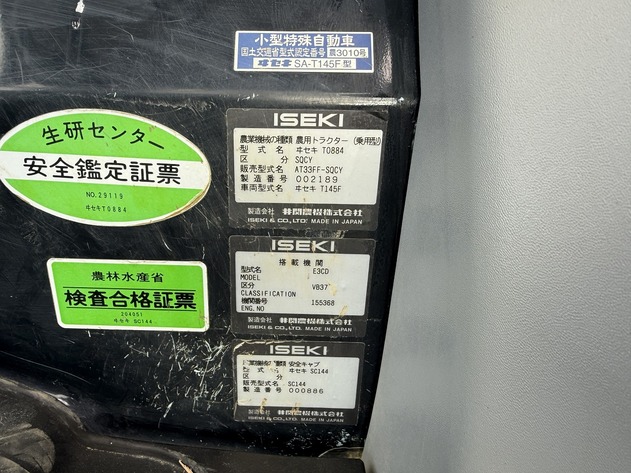 小型特殊自動車
国土交通省型式認定番号 農3010号
ヰセキ SA-T145F 型
生研センター
安全鑑定証票
NO.29119
ヰセキT0884
農林水産省
検査合格証票
204051
ヰセキ SC144
ISEKI
農業機械の種類 農用トラクター(乗用型)
型式名 ヰセキ T0884
区分 SQCY
販売型式名 AT33FF-SQCY
製造番号 002189
車両型式名 ヰセキ T145F
製造会社 井関農機株式会社
ISEKI & CO.,LTD. MADE IN JAPAN
ISEKI
搭載機関
型式名 E3CD
MODEL
区分 VB37
CLASSIFICATION
機関番号 155368
ENG. NO
製造会社 井関農機株式会社
ISEKI & CO., LTD. MADE IN JAPAN
ISEKI
農業機械の種類 安全キャブ
型式名 ヰセキ SC144
区分
販売型式名 SC144
製造番号 000886
製造会社 井関農機株式会社
ISEKI & CO., LTD. MADE IN JAPAN